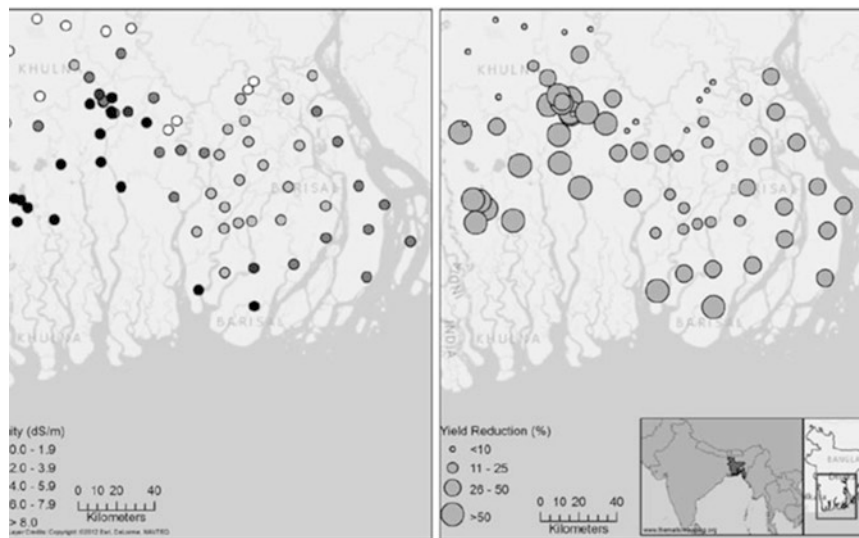 KHULNA
BARISAL
KHULNA
BARISAL
ity (dS/m)
0.0 - 1.9
2.0 - 3.9
4.0 - 5.9
6.0 - 7.9
> 8.0
0 10 20 40
Kilometers
KHULNA
BARISAL
INDIA
KHULNA
BARISAL
Yield Reduction (%)
<10
11 - 25
26 - 50
>50
0 10 20 40
Kilometers
BANGLA